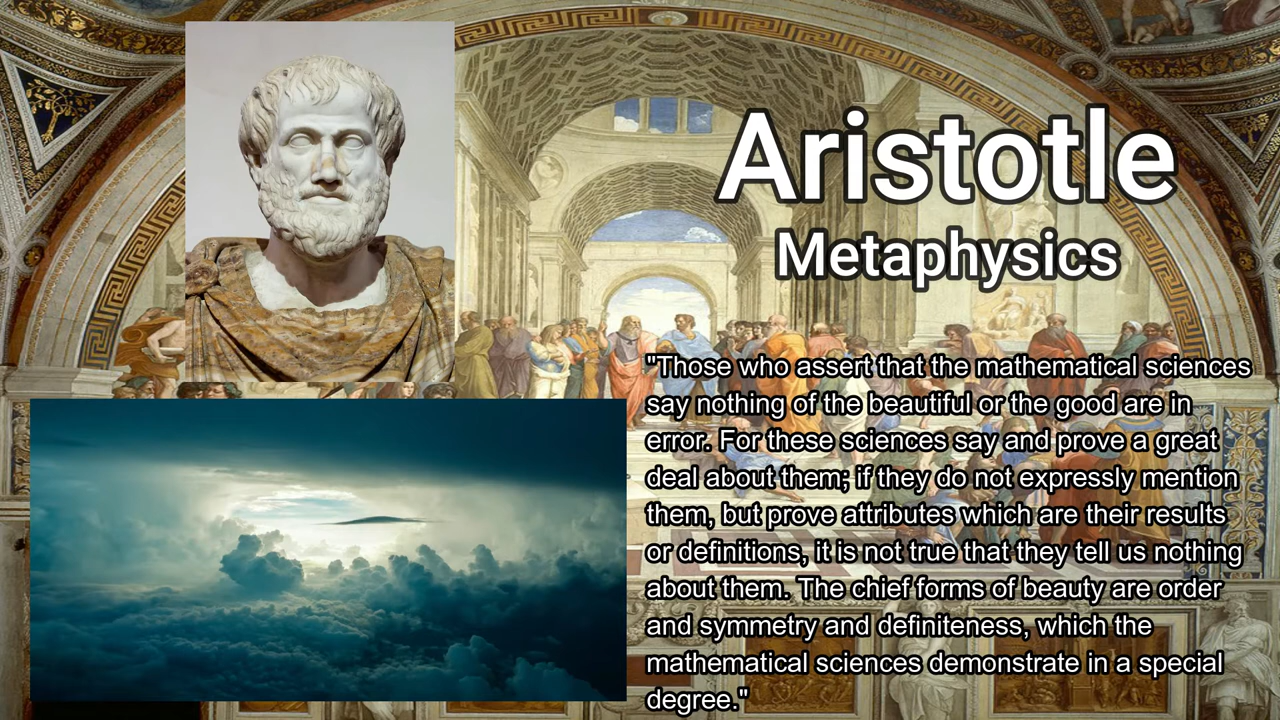 Aristotle
Metaphysics
"Those who assert that the mathematical sciences
say nothing of the beautiful or the good are in
error. For these sciences say and prove a great
deal about them; if they do not expressly mention
them, but prove attributes which are their results
or definitions, it is not true that they tell us nothing
about them. The chief forms of beauty are order
and symmetry and definiteness, which the
mathematical sciences demonstrate in a special
degree."